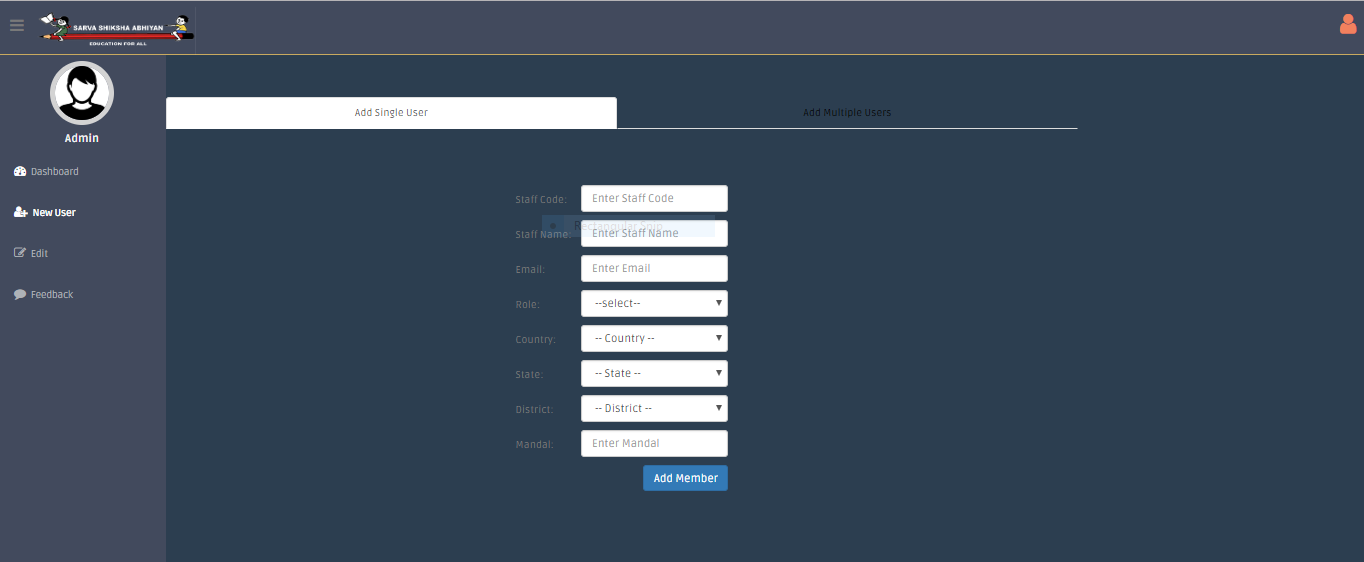 SARVA SHIKSHA ABHIYAN
EDUCATION FOR ALL
Admin
Dashboard
New User
Edit
Feedback
Add Single User
Add Multiple Users
Staff Code:
Enter Staff Code
Staff Name:
Enter Staff Name
Rectangular Snip
Email:
Enter Email
Role:
--select--
Country:
-- Country --
State:
-- State --
District:
-- District --
Mandal:
Enter Mandal
Add Member